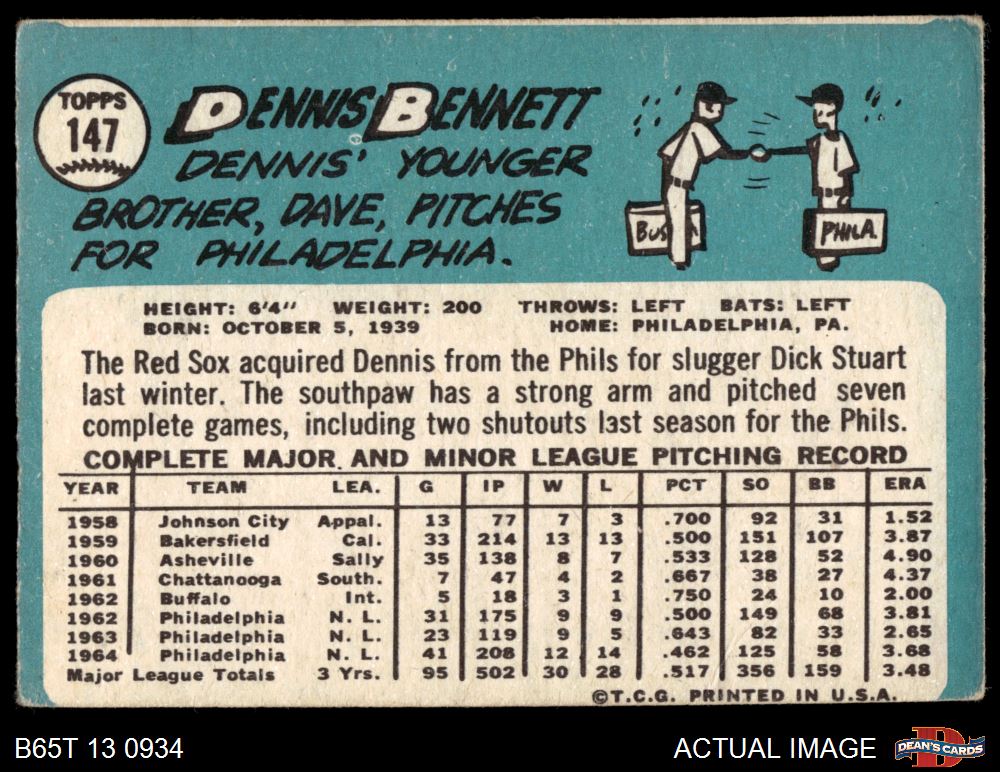 TOPPS
147
DENNIS BENNETT
DENNIS' YOUNGER
BROTHER, DAVE, PITCHES
FOR PHILADELPHIA.
PHILA.
HEIGHT: 6'4" WEIGHT: 200 THROWS: LEFT BATS: LEFT
BORN: OCTOBER 5, 1939 HOME: PHILADELPHIA, PA.
The Red Sox acquired Dennis from the Phils for slugger Dick Stuart
last winter. The southpaw has a strong arm and pitched seven
complete games, including two shutouts last season for the Phils.
COMPLETE MAJOR AND MINOR LEAGUE PITCHING RECORD
YEAR TEAM LEA. G IP W L PCT SO BB ERA
1958 Johnson City Appal. 13 77 7 3 .700 92 31 1.52
1959 Bakersfield Cal. 33 214 13 13 .500 151 107 3.87
1960 Asheville Sally 35 138 8 7 .533 128 52 4.90
1961 Chattanooga South. 7 47 4 2 .667 38 27 4.37
1962 Buffalo Int. 5 18 3 1 .750 24 10 2.00
1962 Philadelphia N. L. 31 175 9 9 .500 149 68 3.81
1963 Philadelphia N. L. 23 119 9 5 .643 82 33 2.65
1964 Philadelphia N. L. 41 208 12 14 .462 125 58 3.68
Major League Totals 3 Yrs. 95 502 30 28 .517 356 159 3.48
©T.C.G. PRINTED IN U.S.A.
B65T 13 0934
ACTUAL IMAGE
D
DEAN'S CARDS